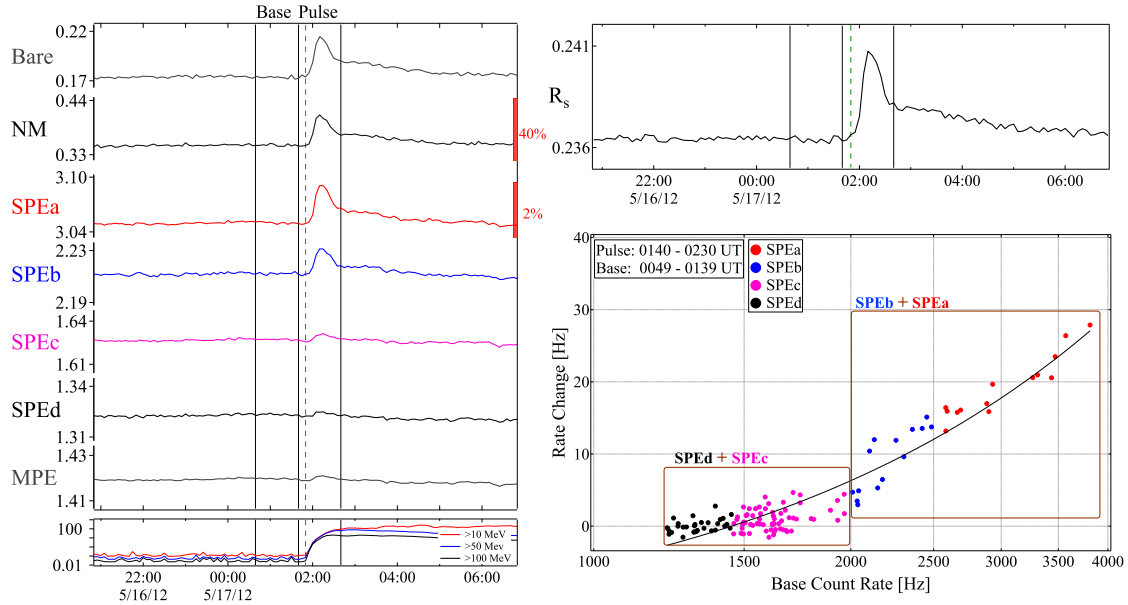 Base Pulse
Bare
0.22
0.17
NM
0.44
0.33
40%
SPEa
3.10
3.04
2%
SPEb
2.23
2.19
SPEc
1.64
1.61
SPEd
1.34
1.31
MPE
1.43
1.41
100
0.01
>10 MeV
>50 Mev
>100 MeV
22:00 00:00 02:00 04:00 06:00
5/16/12 5/17/12
R_s
0.241
0.236
22:00 00:00 02:00 04:00 06:00
5/16/12 5/17/12
Pulse: 0140 - 0230 UT
Base: 0049 - 0139 UT
SPEa
SPEb
SPEc
SPEd
SPEb + SPEa
SPEd + SPEc
Rate Change [Hz]
40
30
20
10
0
1000 1500 2000 2500 3000 3500 4000
Base Count Rate [Hz]